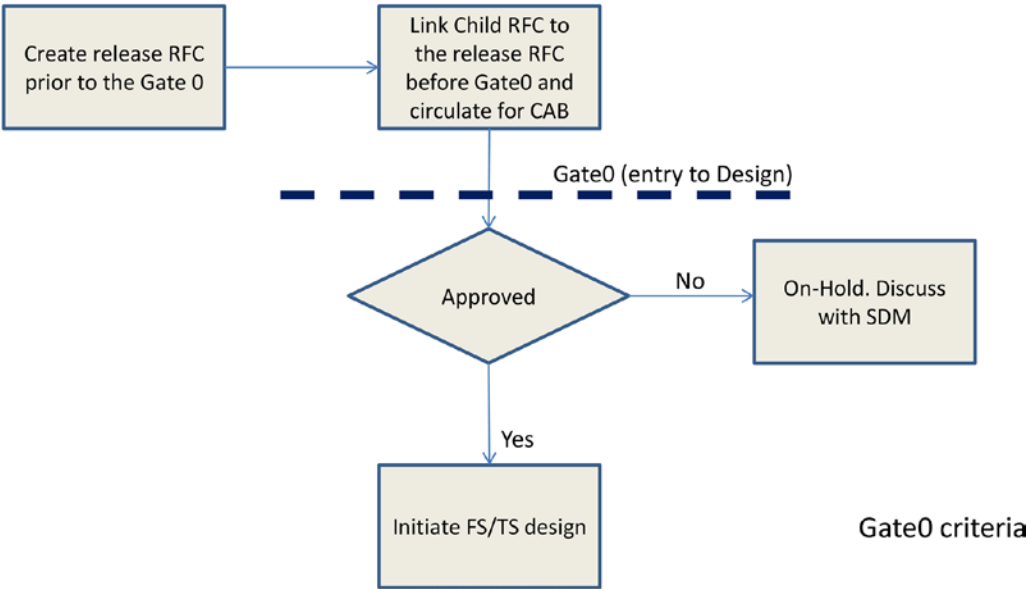 Create release RFC
prior to the Gate 0
Link Child RFC to
the release RFC
before Gate0 and
circulate for CAB
Gate0 (entry to Design)
Approved
No
On-Hold. Discuss
with SDM
Yes
Initiate FS/TS design
Gate0 criteria